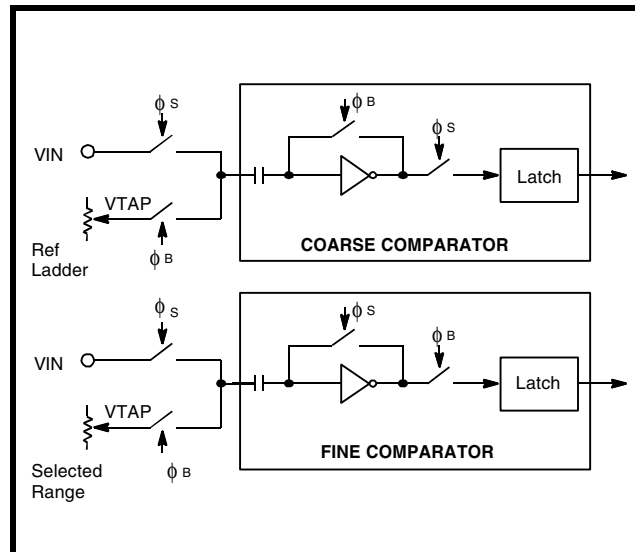 ϕ S
ϕ B
ϕ S
VIN
VTAP
Latch
Ref
Ladder
ϕ B
COARSE COMPARATOR
ϕ S
ϕ S
ϕ B
VIN
VTAP
Latch
Selected
Range
ϕ B
FINE COMPARATOR